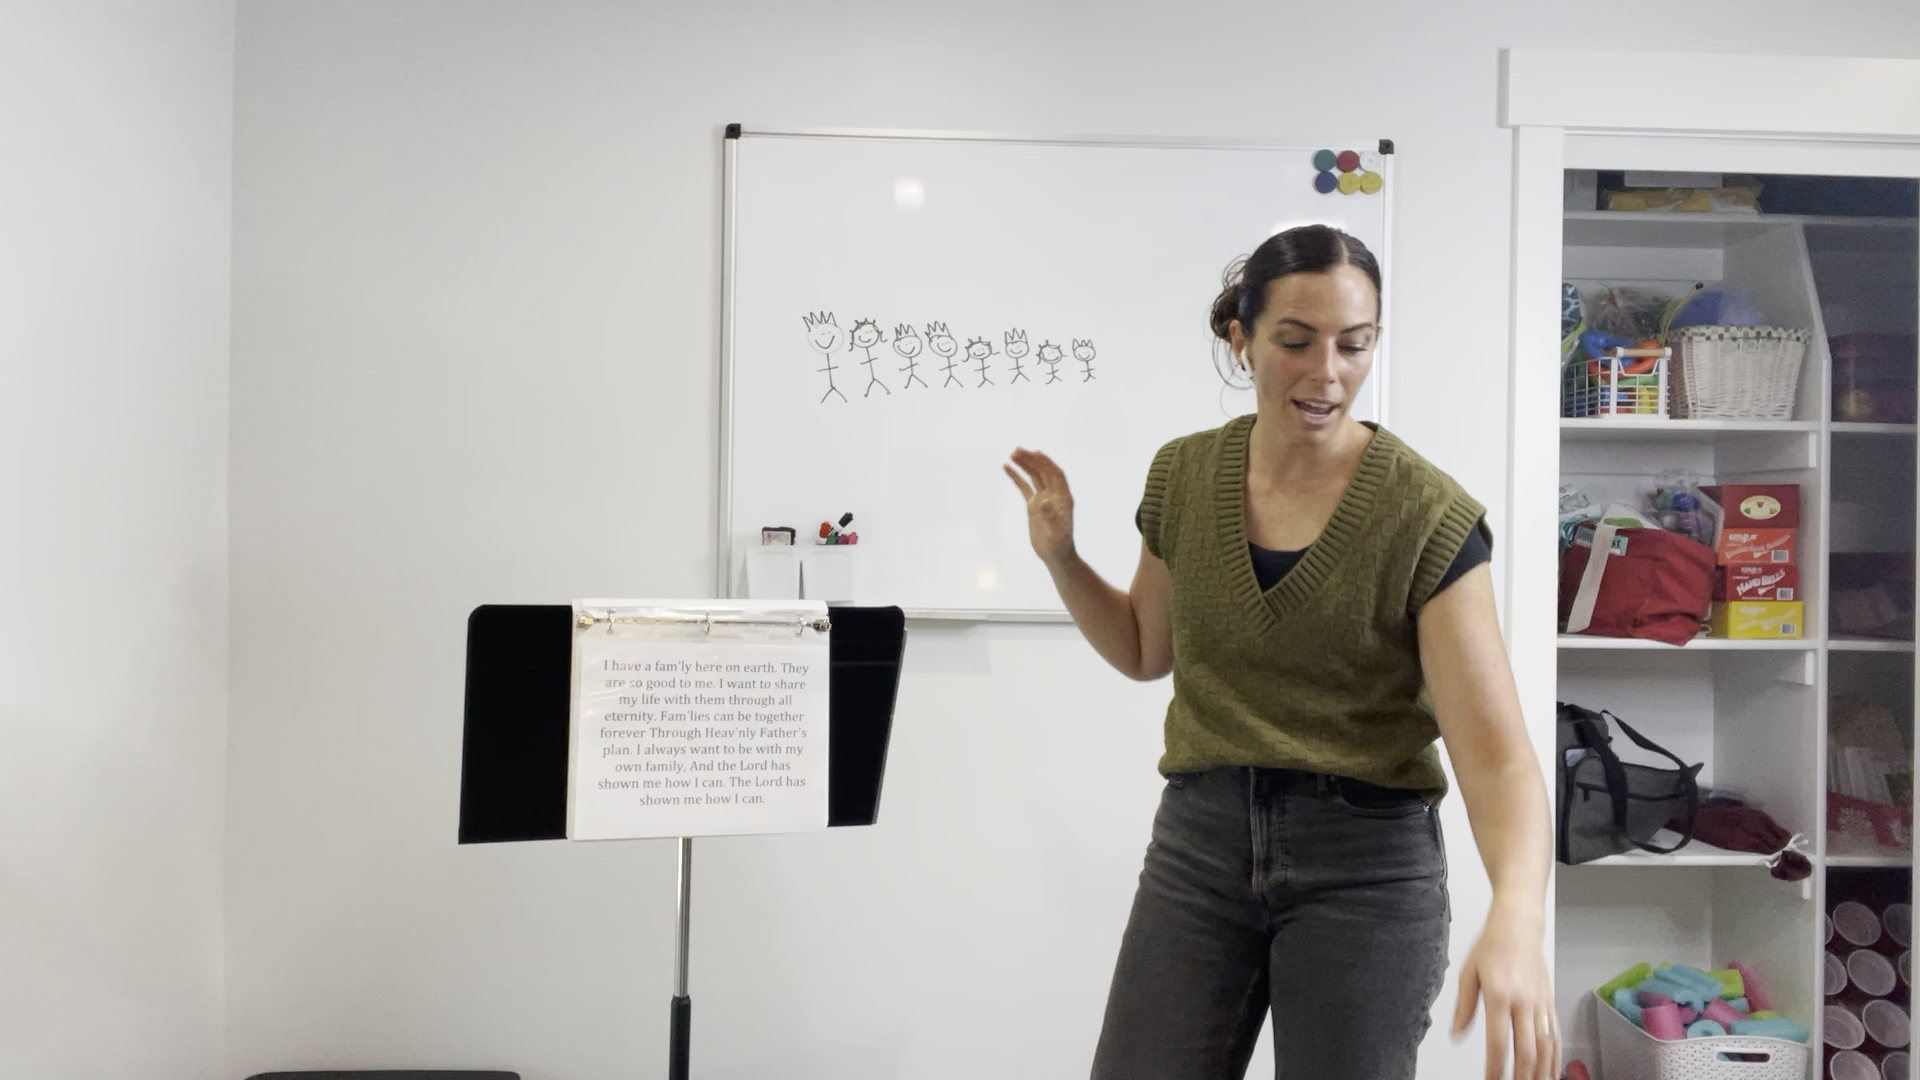 I have a fam'ly here on earth. They
are so good to me. I want to share
my life with them through all
eternity. Fam'lies can be together
forever Through Heav'nly Father's
plan. I always want to be with my
own family, And the Lord has
shown me how I can. The Lord has
shown me how I can.
HAND BELLS